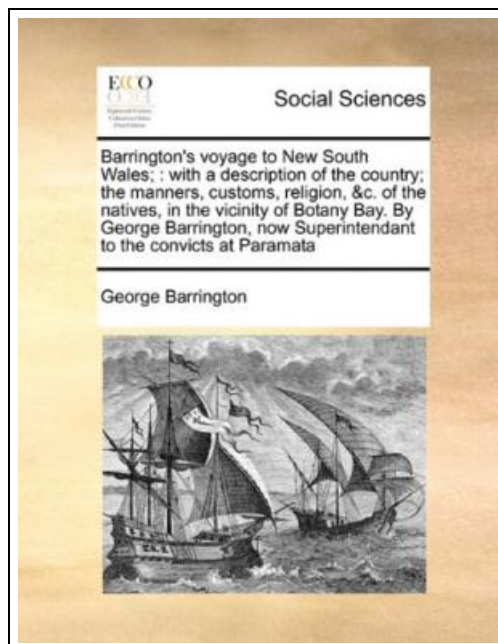 ECCO
Social Sciences
Barrington's voyage to New South
Wales; : with a description of the country;
the manners, customs, religion, &c. of the
natives, in the vicinity of Botany Bay. By
George Barrington, now Superintendant
to the convicts at Paramata
George Barrington